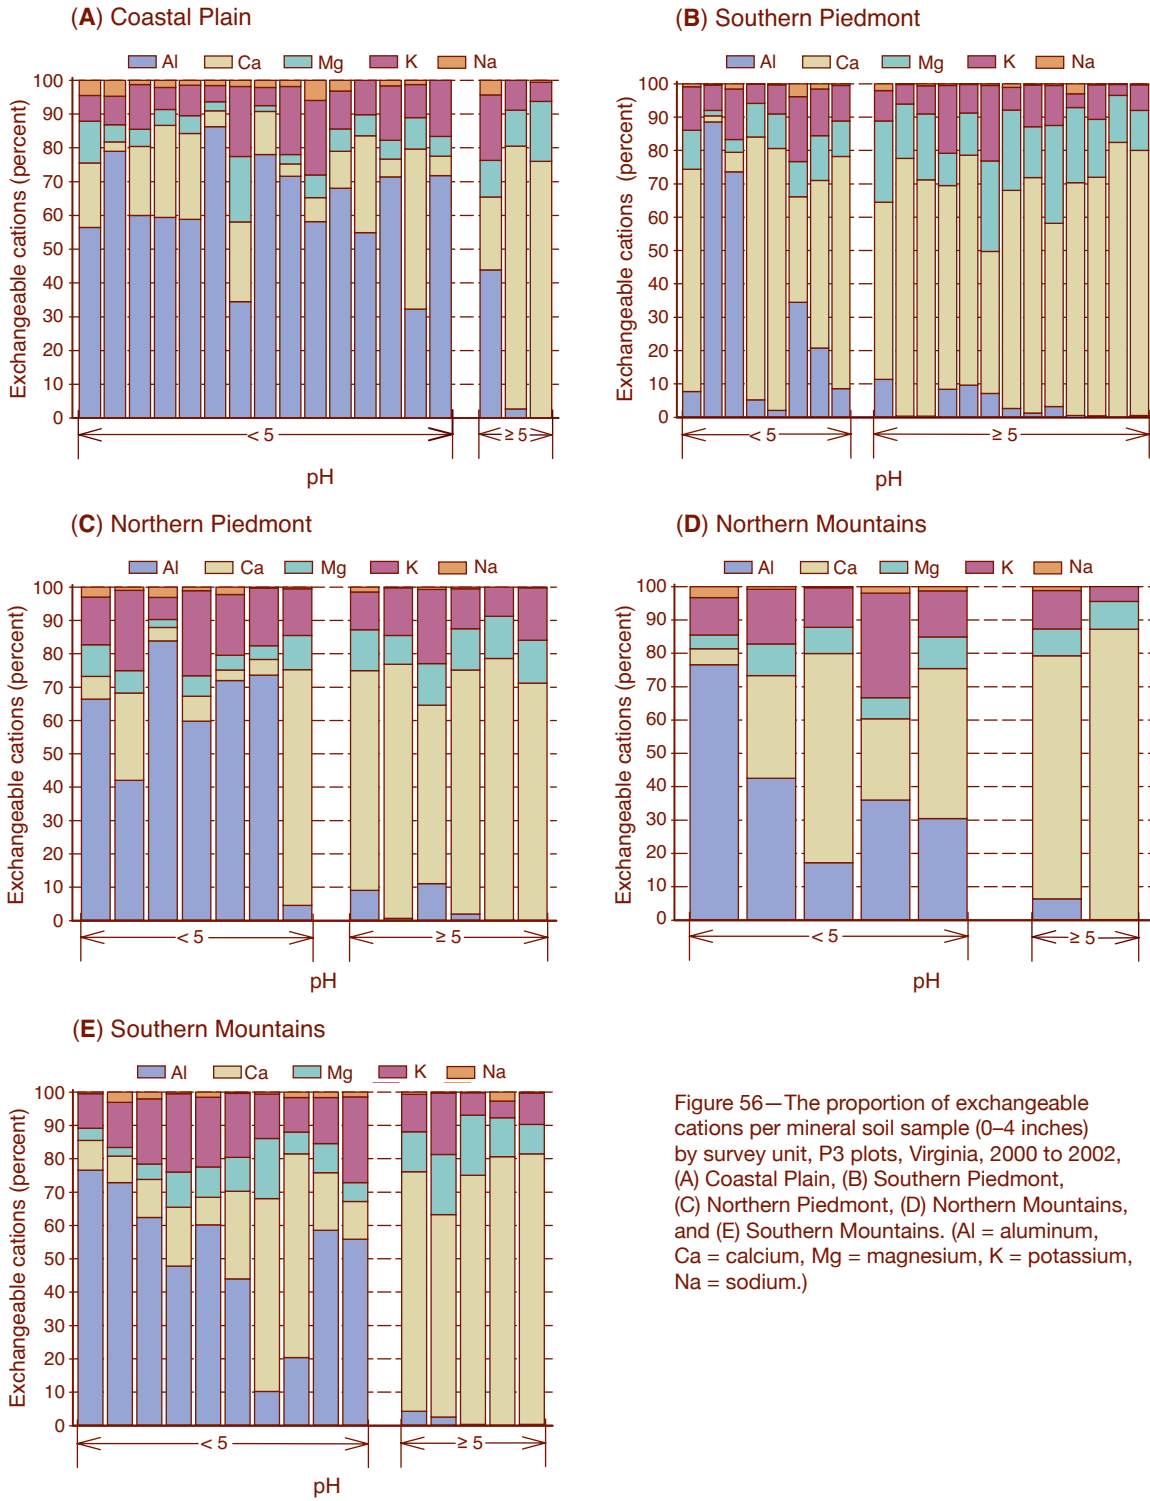 (A) Coastal Plain
Al Ca Mg K Na
Exchangeable cations (percent)
100
90
80
70
60
50
40
30
20
10
0
< 5
≥ 5
pH
(B) Southern Piedmont
Al Ca Mg K Na
Exchangeable cations (percent)
100
90
80
70
60
50
40
30
20
10
0
<5
≥ 5
pH
(C) Northern Piedmont
Al Ca Mg K Na
Exchangeable cations (percent)
100
90
80
70
60
50
40
30
20
10
0
< 5
≥ 5
pH
(D) Northern Mountains
Al Ca Mg K Na
Exchangeable cations (percent)
100
90
80
70
60
50
40
30
20
10
0
< 5
≥ 5
pH
(E) Southern Mountains
Al Ca Mg K Na
Exchangeable cations (percent)
100
90
80
70
60
50
40
30
20
10
0
< 5
≥ 5
pH
Figure 56—The proportion of exchangeable
cations per mineral soil sample (0–4 inches)
by survey unit, P3 plots, Virginia, 2000 to 2002,
(A) Coastal Plain, (B) Southern Piedmont,
(C) Northern Piedmont, (D) Northern Mountains,
and (E) Southern Mountains. (Al = aluminum,
Ca = calcium, Mg = magnesium, K = potassium,
Na = sodium.)